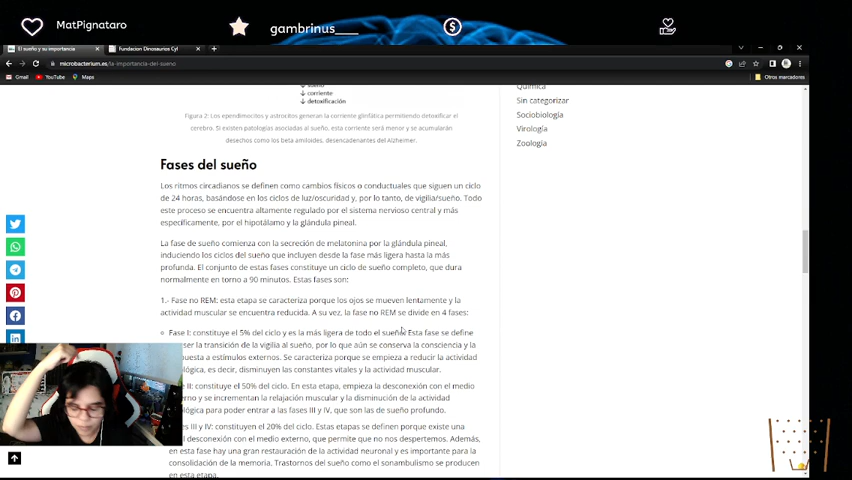 MatPignataro
gambrinus____
El sueño y su importancia
Fundacion Dinosaurios Cyl
microbacterium.es/la-importancia-del-sueno
Gmail
YouTube
Maps
Otros marcadores
↓ sueño
↓ corriente
↓ detoxificación
Figura 2: Los ependimocitos y astrocitos generan la corriente glinfática permitiendo detoxificar el
cerebro. Si existen patologías asociadas al sueño, esta corriente será menor y se acumularán
desechos como los beta amiloides, desencadenantes del Alzheimer.
Química
Sin categorizar
Sociobiología
Virología
Zoología
Fases del sueño
Los ritmos circadianos se definen como cambios físicos o conductuales que siguen un ciclo
de 24 horas, basándose en los ciclos de luz/oscuridad y, por lo tanto, de vigilia/sueño. Todo
este proceso se encuentra altamente regulado por el sistema nervioso central y más
específicamente, por el hipotálamo y la glándula pineal.
La fase de sueño comienza con la secreción de melatonina por la glándula pineal,
induciendo los ciclos del sueño que incluyen desde la fase más ligera hasta la más
profunda. El conjunto de estas fases constituye un ciclo de sueño completo, que dura
normalmente en torno a 90 minutos. Estas fases son:
1.- Fase no REM: esta etapa se caracteriza porque los ojos se mueven lentamente y la
actividad muscular se encuentra reducida. A su vez, la fase no REM se divide en 4 fases:
Fase I: constituye el 5% del ciclo y es la más ligera de todo el sueño. Esta fase se define
ser la transición de la vigilia al sueño, por lo que aún se conserva la consciencia y la
puesta a estímulos externos. Se caracteriza porque se empieza a reducir la actividad
ológica, es decir, disminuyen las constantes vitales y la actividad muscular.
e II: constituye el 50% del ciclo. En esta etapa, empieza la desconexión con el medio
erno y se incrementan la relajación muscular y la disminución de la actividad
ológica para poder entrar a las fases III y IV, que son las de sueño profundo.
es III y IV: constituyen el 20% del ciclo. Estas etapas se definen porque existe una
l desconexión con el medio externo, que permite que no nos despertemos. Además,
en esta fase hay una gran restauración de la actividad neuronal y es importante para la
consolidación de la memoria. Trastornos del sueño como el sonambulismo se producen
en esta etapa.